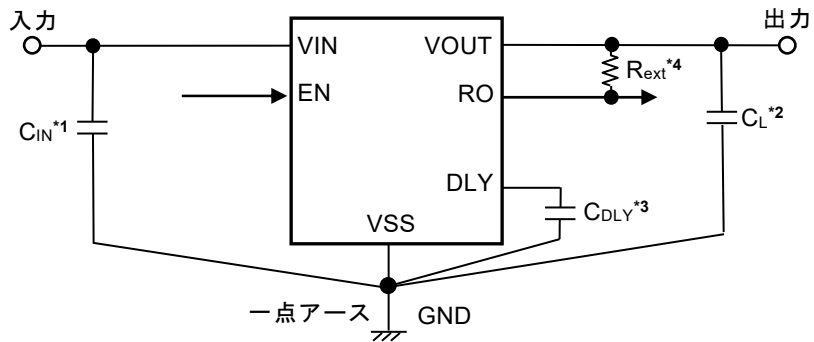 入力
出力
VIN
VOUT
EN
RO
Rext*4
CIN*1
CL*2
DLY
CDLY*3
VSS
一点アース
GND